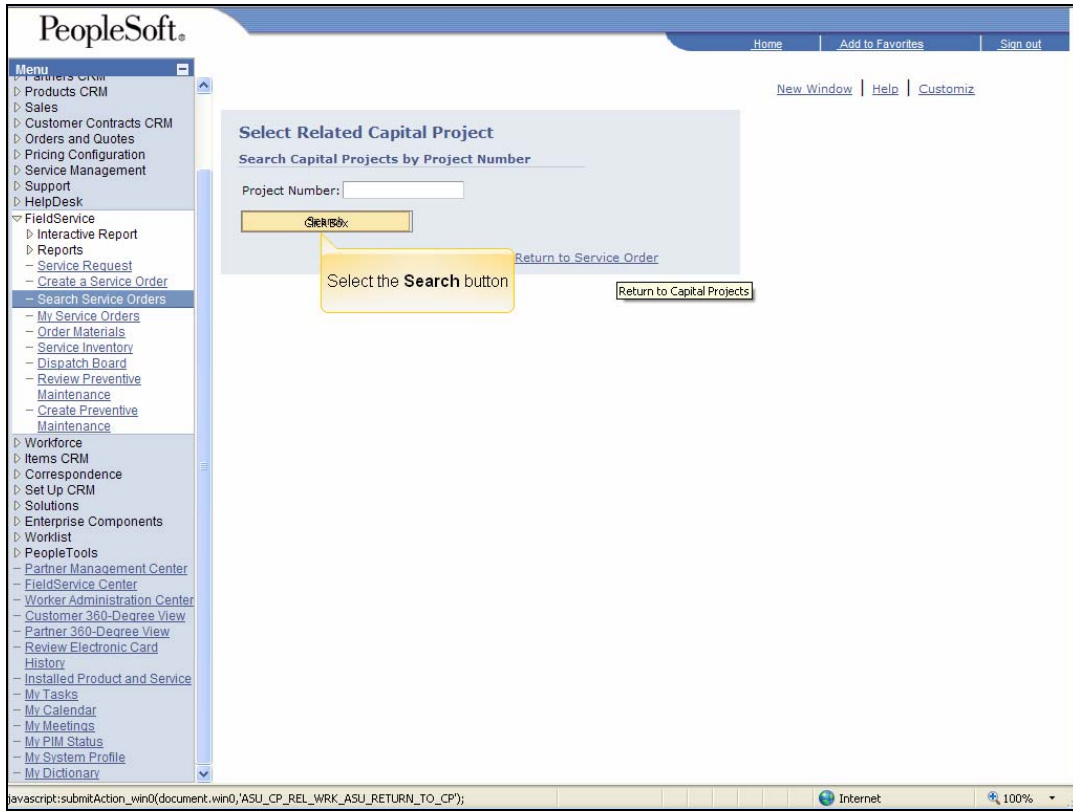 PeopleSoft®
Home
Add to Favorites
Sign out
Menu
Partners CRM
Products CRM
Sales
Customer Contracts CRM
Orders and Quotes
Pricing Configuration
Service Management
Support
HelpDesk
FieldService
Interactive Report
Reports
Service Request
Create a Service Order
Search Service Orders
My Service Orders
Order Materials
Service Inventory
Dispatch Board
Review Preventive
Maintenance
Create Preventive
Maintenance
Workforce
Items CRM
Correspondence
Set Up CRM
Solutions
Enterprise Components
Worklist
PeopleTools
Partner Management Center
FieldService Center
Worker Administration Center
Customer 360-Degree View
Partner 360-Degree View
Review Electronic Card
History
Installed Product and Service
My Tasks
My Calendar
My Meetings
My PIM Status
My System Profile
My Dictionary
New Window | Help | Customiz
Select Related Capital Project
Search Capital Projects by Project Number
Project Number:
Return to Service Order
Select the Search button
Return to Capital Projects
javascript:submitAction_win0(document.win0,'ASU_CP_REL_WRK_ASU_RETURN_TO_CP');
Internet
100%